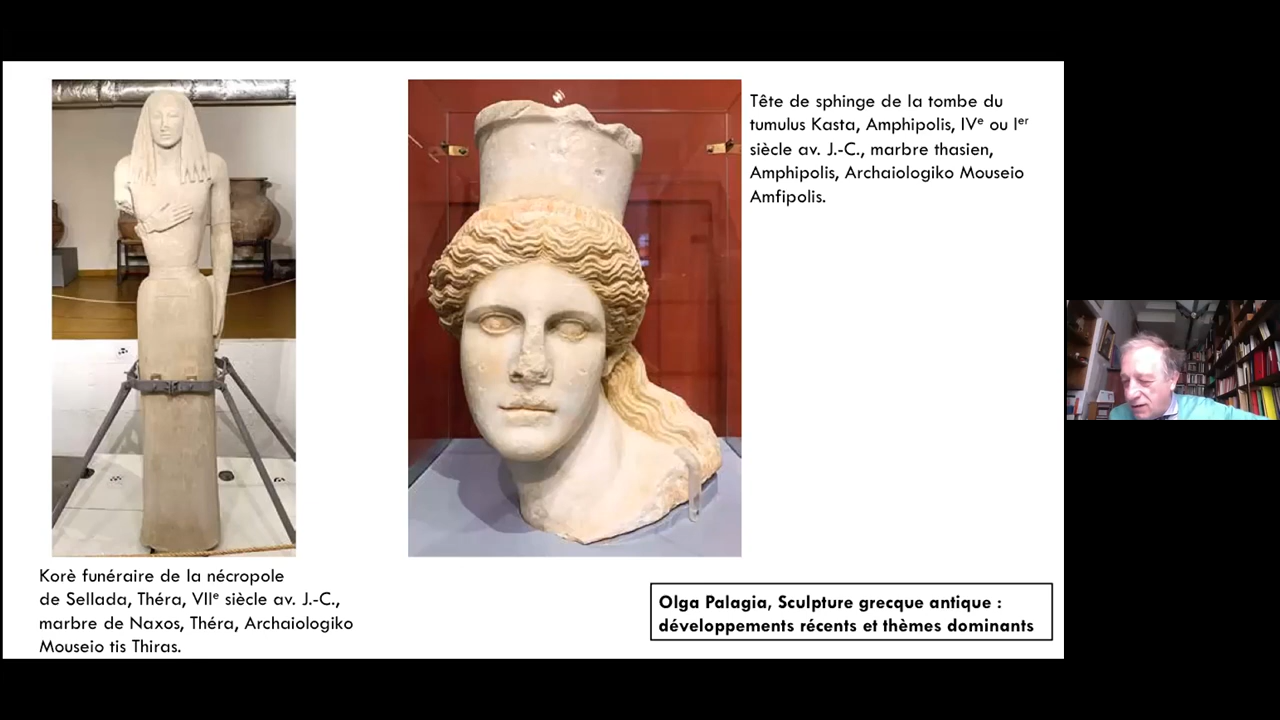 Tête de sphinge de la tombe du
tumulus Kasta, Amphipolis, IVᵉ ou Iᵉʳ
siècle av. J.-C., marbre thasien,
Amphipolis, Archaiologiko Mouseio
Amfipolis.
Korè funéraire de la nécropole
de Sellada, Théra, VIIᵉ siècle av. J.-C.,
marbre de Naxos, Théra, Archaiologiko
Mouseio tis Thiras.
Olga Palagia, Sculpture grecque antique :
développements récents et thèmes dominants